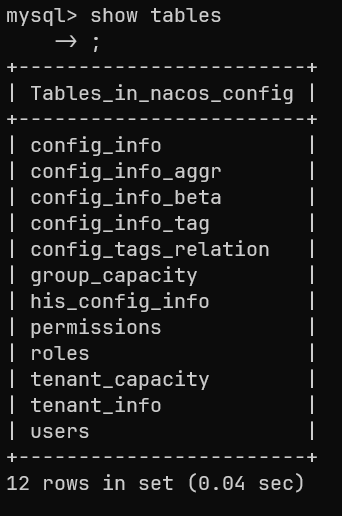 mysql> show tables
    -> ;
+------------------------+
| Tables_in_nacos_config |
+------------------------+
| config_info            |
| config_info_aggr       |
| config_info_beta       |
| config_info_tag        |
| config_tags_relation   |
| group_capacity         |
| his_config_info        |
| permissions            |
| roles                  |
| tenant_capacity        |
| tenant_info            |
| users                  |
+------------------------+
12 rows in set (0.04 sec)